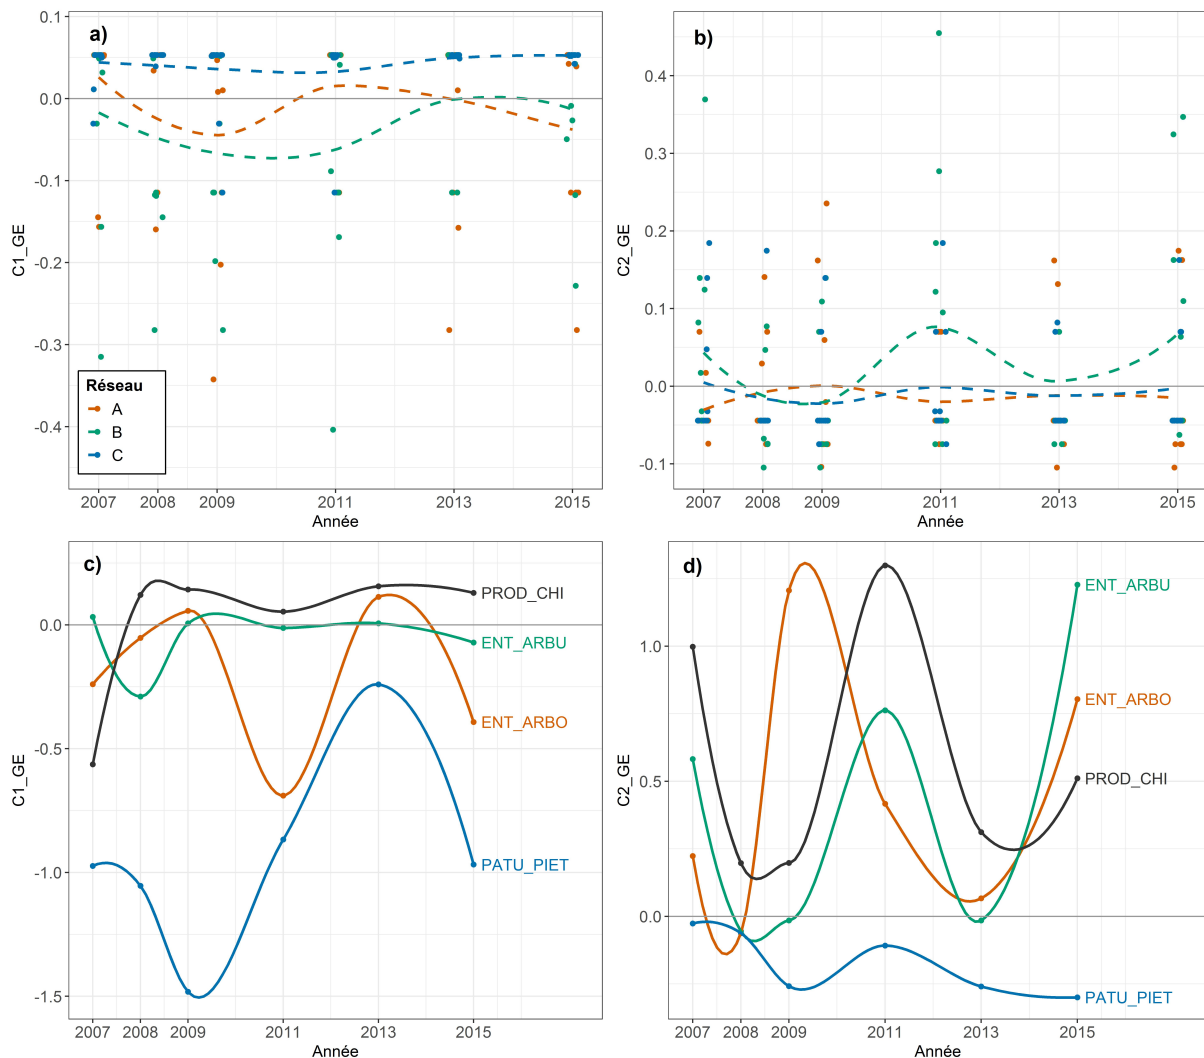 a)
0.1
0.0
-0.1
-0.2
-0.3
-0.4
C1_GE
Réseau
A
B
C
2007 2008 2009 2011 2013 2015
Année
b)
0.4
0.3
0.2
0.1
0.0
-0.1
C2_GE
2007 2008 2009 2011 2013 2015
Année
c)
0.0
-0.5
-1.0
-1.5
C1_GE
PROD_CHI
ENT_ARBU
ENT_ARBO
PATU_PIET
2007 2008 2009 2011 2013 2015
Année
d)
1.0
0.5
0.0
C2_GE
ENT_ARBU
ENT_ARBO
PROD_CHI
PATU_PIET
2007 2008 2009 2011 2013 2015
Année